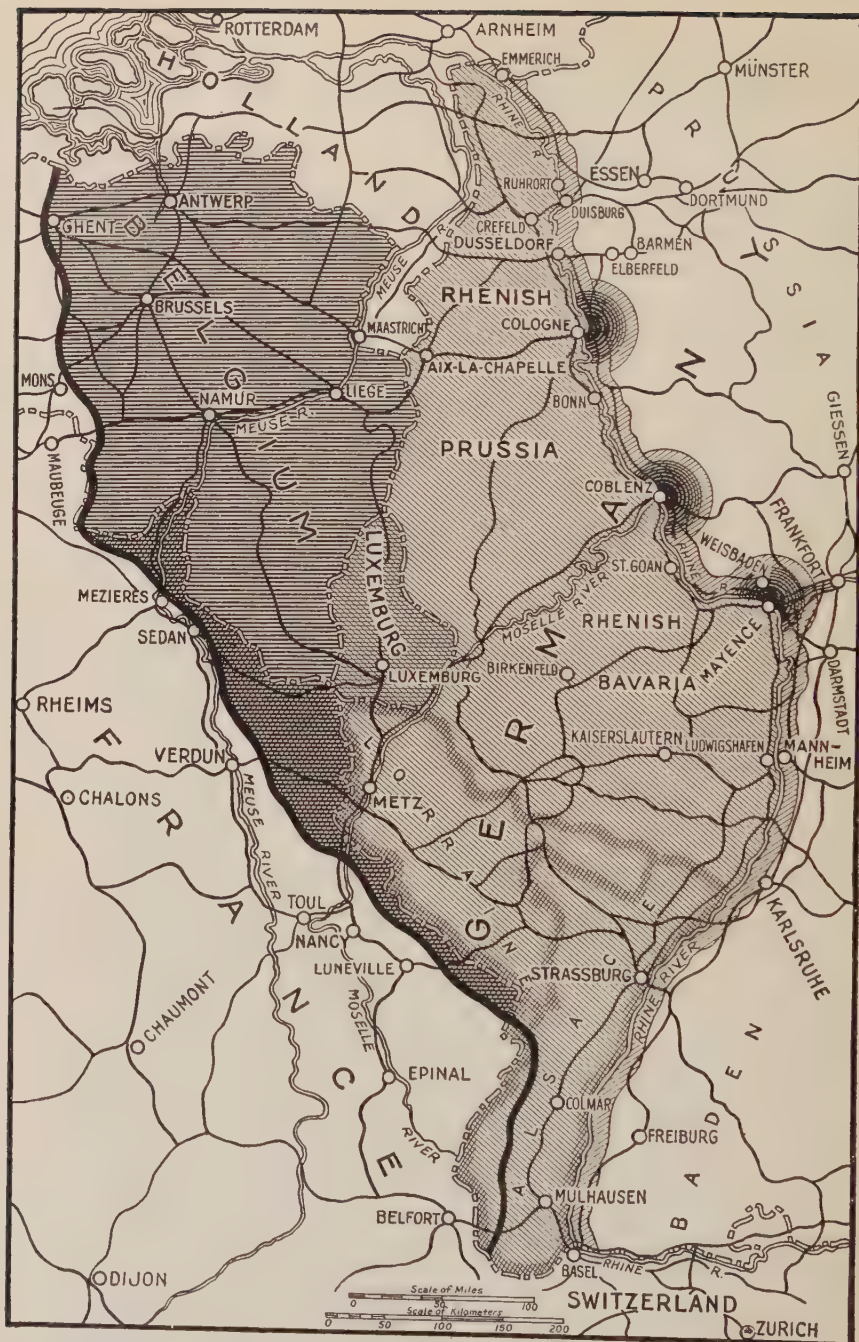 ROTTERDAM
ARNHEIM
EMMERICH
MÜNSTER
HOLLAND
PRUSSIA
RHINE R.
ESSEN
RUHRORT
DORTMUND
DUISBURG
ANTWERP
GHENT
CREFELD
DUSSELDORF
BARMEN
ELBERFELD
MEUSE R.
BELGIUM
BRUSSELS
RHENISH
COLOGNE
MAASTRICHT
AIX-LA-CHAPELLE
MONS
LIEGE
NAMUR
MEUSE R.
BONN
GIESSEN
MAUBEUGE
PRUSSIA
COBLENZ
FRANKFORT
WEISBADEN
LUXEMBURG
ST. GOAN
RHINE R.
MEZIERES
MOSELLE RIVER
RHENISH
MAYENCE
SEDAN
LUXEMBURG
BIRKENFELD
BAVARIA
DARMSTADT
RHEIMS
KAISERSLAUTERN
LUDWIGSHAFEN
MANN-
HEIM
VERDUN
METZ
LORRAINE
CHALONS
MEUSE
RIVER
FRANCE
GERMANY
TOUL
NANCY
KARLSRUHE
LUNEVILLE
STRASSBURG
RHINE RIVER
MOSELLE
RIVER
CHAUMONT
EPINAL
ALSACE
COLMAR
FREIBURG
BADEN
MULHAUSEN
BELFORT
BASEL
RHINE R.
DIJON
Scale of Miles
0 50 100
Scale of Kilometers
0 50 100 150 200
SWITZERLAND
ZURICH